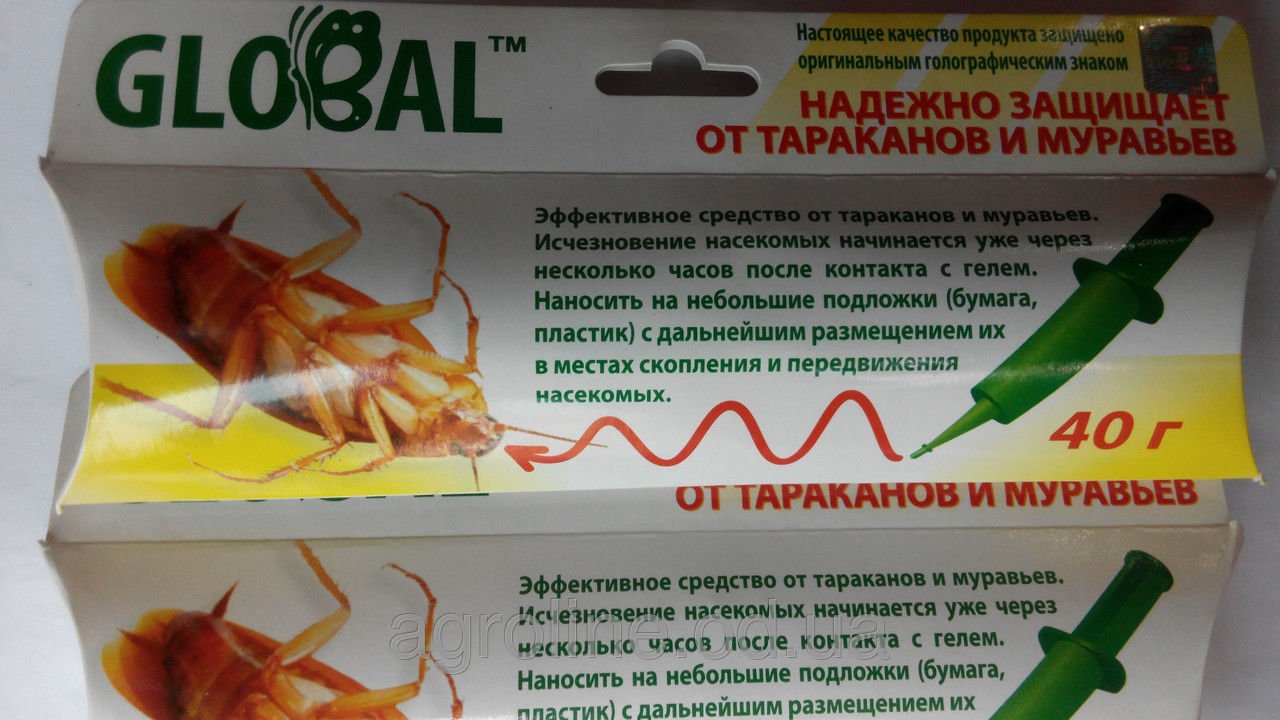 GLOBAL™
Настоящее качество продукта защищено
оригинальным голографическим знаком
НАДЕЖНО ЗАЩИЩАЕТ
ОТ ТАРАКАНОВ И МУРАВЬЕВ
Эффективное средство от тараканов и муравьев.
Исчезновение насекомых начинается уже через
несколько часов после контакта с гелем.
Наносить на небольшие подложки (бумага,
пластик) с дальнейшим размещением их
в местах скопления и передвижения
насекомых.
40 г
ОТ ТАРАКАНОВ И МУРАВЬЕВ
Эффективное средство от тараканов и муравьев.
Исчезновение насекомых начинается уже через
несколько часов после контакта с гелем.
Наносить на небольшие подложки (бумага,
пластик) с дальнейшим размещением их
agroline.od.ua